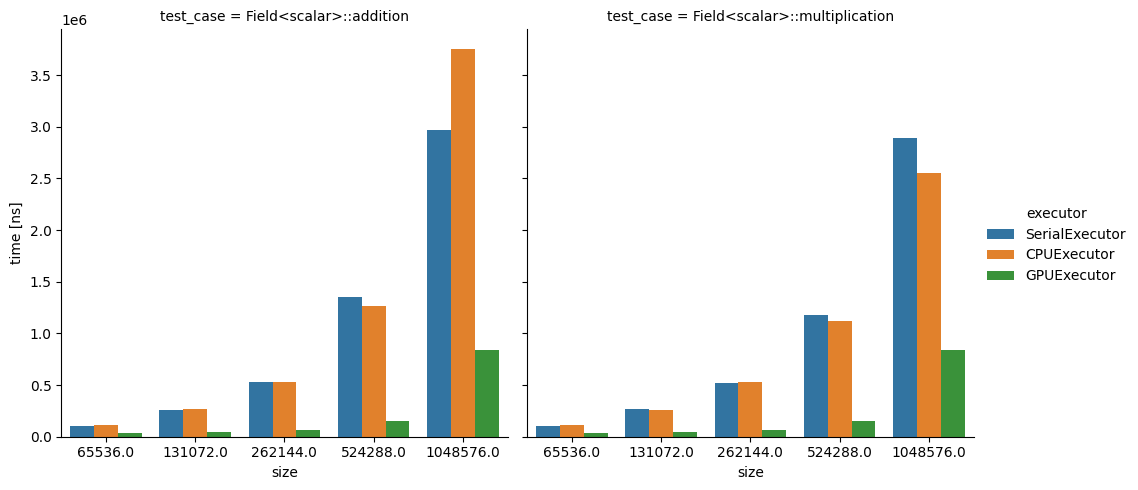 test_case = Field<scalar>::addition
test_case = Field<scalar>::multiplication
1e6
3.5
3.0
2.5
2.0
1.5
1.0
0.5
0.0
time [ns]
65536.0 131072.0 262144.0 524288.0 1048576.0
size
65536.0 131072.0 262144.0 524288.0 1048576.0
size
executor
SerialExecutor
CPUExecutor
GPUExecutor